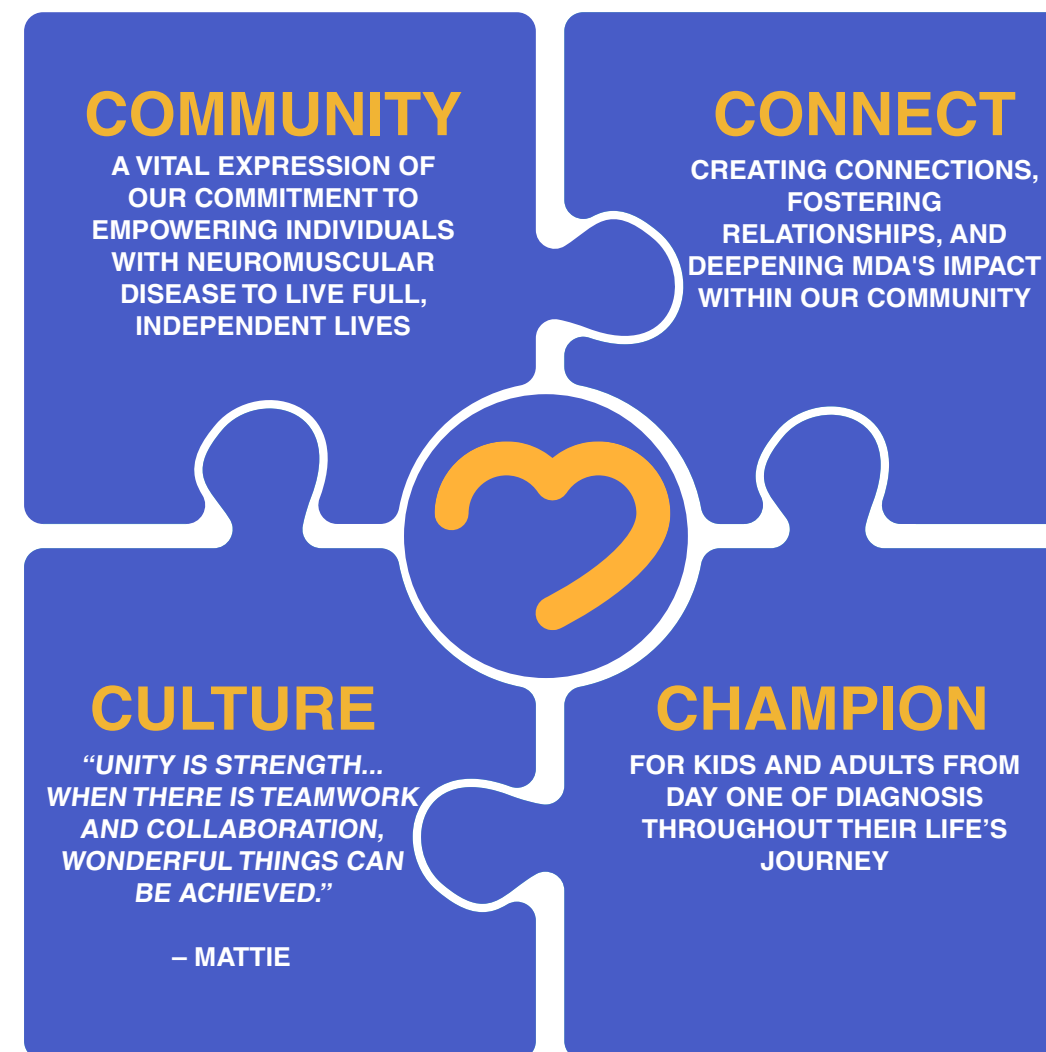 COMMUNITY
A VITAL EXPRESSION OF
OUR COMMITMENT TO
EMPOWERING INDIVIDUALS
WITH NEUROMUSCULAR
DISEASE TO LIVE FULL,
INDEPENDENT LIVES
CONNECT
CREATING CONNECTIONS,
FOSTERING
RELATIONSHIPS, AND
DEEPENING MDA'S IMPACT
WITHIN OUR COMMUNITY
CULTURE
“UNITY IS STRENGTH...
WHEN THERE IS TEAMWORK
AND COLLABORATION,
WONDERFUL THINGS CAN
BE ACHIEVED.”
– MATTIE
CHAMPION
FOR KIDS AND ADULTS FROM
DAY ONE OF DIAGNOSIS
THROUGHOUT THEIR LIFE’S
JOURNEY